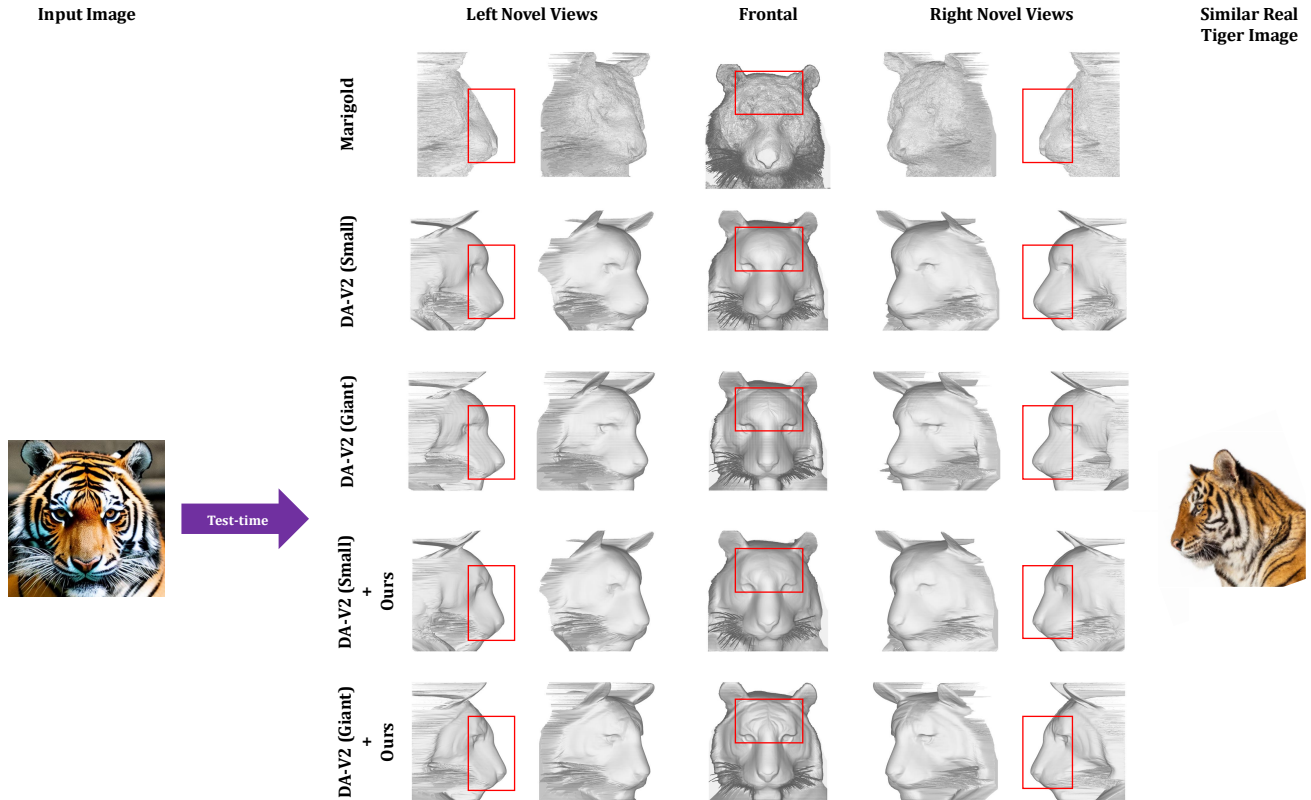 Input Image
Left Novel Views
Frontal
Right Novel Views
Similar Real
Tiger Image
Marigold
DA-V2 (Small)
DA-V2 (Giant)
Test-time
DA-V2 (Small)
+
Ours
DA-V2 (Giant)
+
Ours